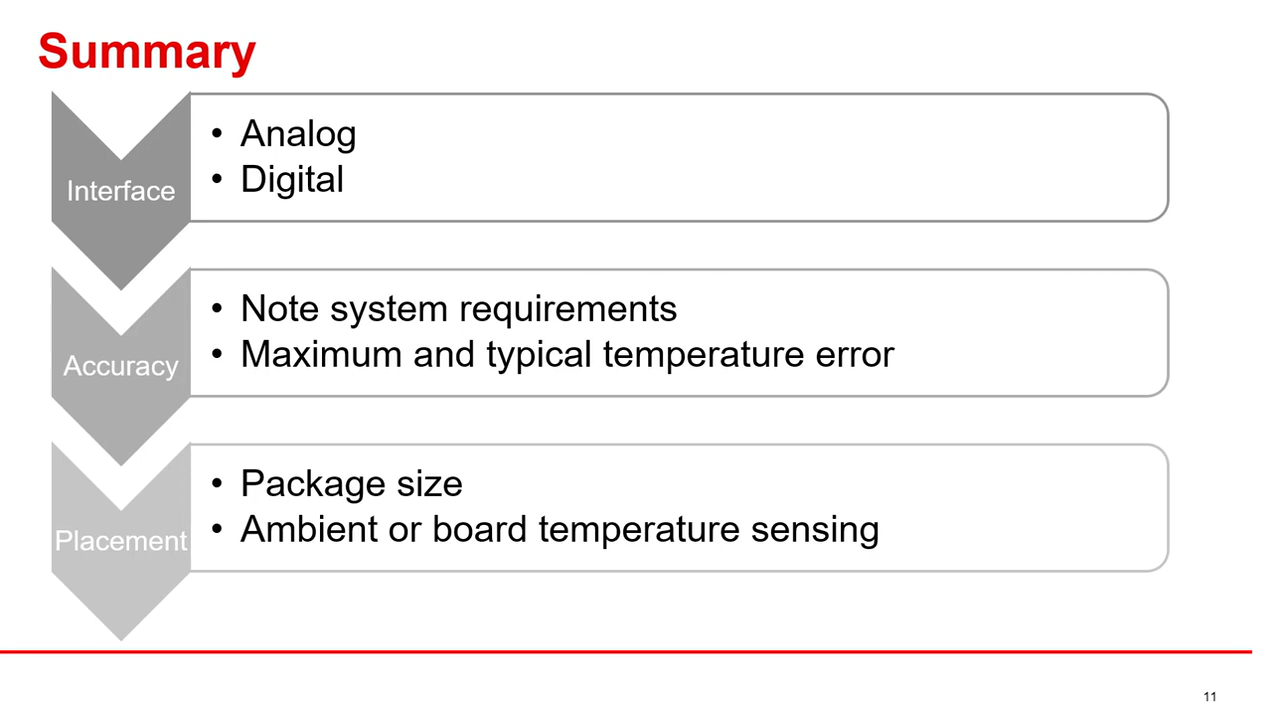 Summary
Interface
• Analog
• Digital
Accuracy
• Note system requirements
• Maximum and typical temperature error
Placement
• Package size
• Ambient or board temperature sensing
11